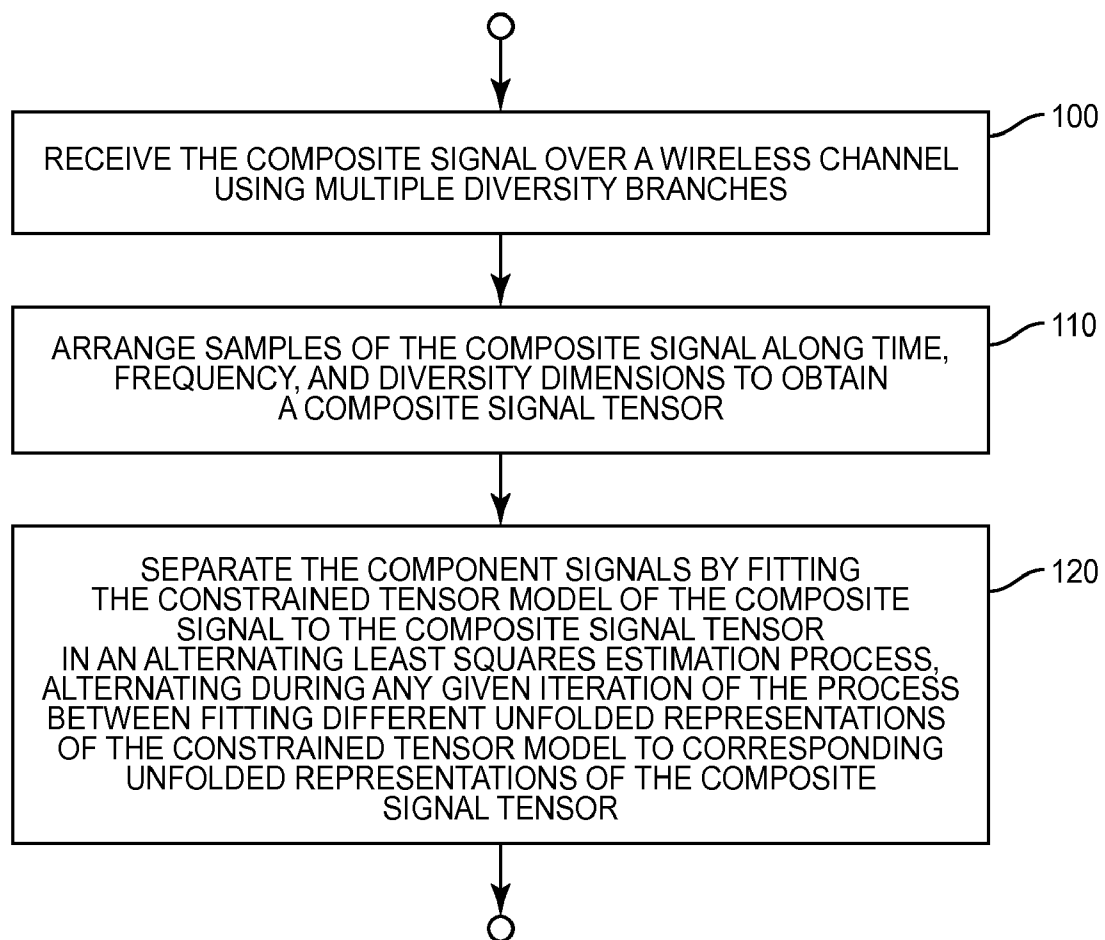 100
RECEIVE THE COMPOSITE SIGNAL OVER A WIRELESS CHANNEL
USING MULTIPLE DIVERSITY BRANCHES
110
ARRANGE SAMPLES OF THE COMPOSITE SIGNAL ALONG TIME,
FREQUENCY, AND DIVERSITY DIMENSIONS TO OBTAIN
A COMPOSITE SIGNAL TENSOR
120
SEPARATE THE COMPONENT SIGNALS BY FITTING
THE CONSTRAINED TENSOR MODEL OF THE COMPOSITE
SIGNAL TO THE COMPOSITE SIGNAL TENSOR
IN AN ALTERNATING LEAST SQUARES ESTIMATION PROCESS,
ALTERNATING DURING ANY GIVEN ITERATION OF THE PROCESS
BETWEEN FITTING DIFFERENT UNFOLDED REPRESENTATIONS
OF THE CONSTRAINED TENSOR MODEL TO CORRESPONDING
UNFOLDED REPRESENTATIONS OF THE COMPOSITE
SIGNAL TENSOR